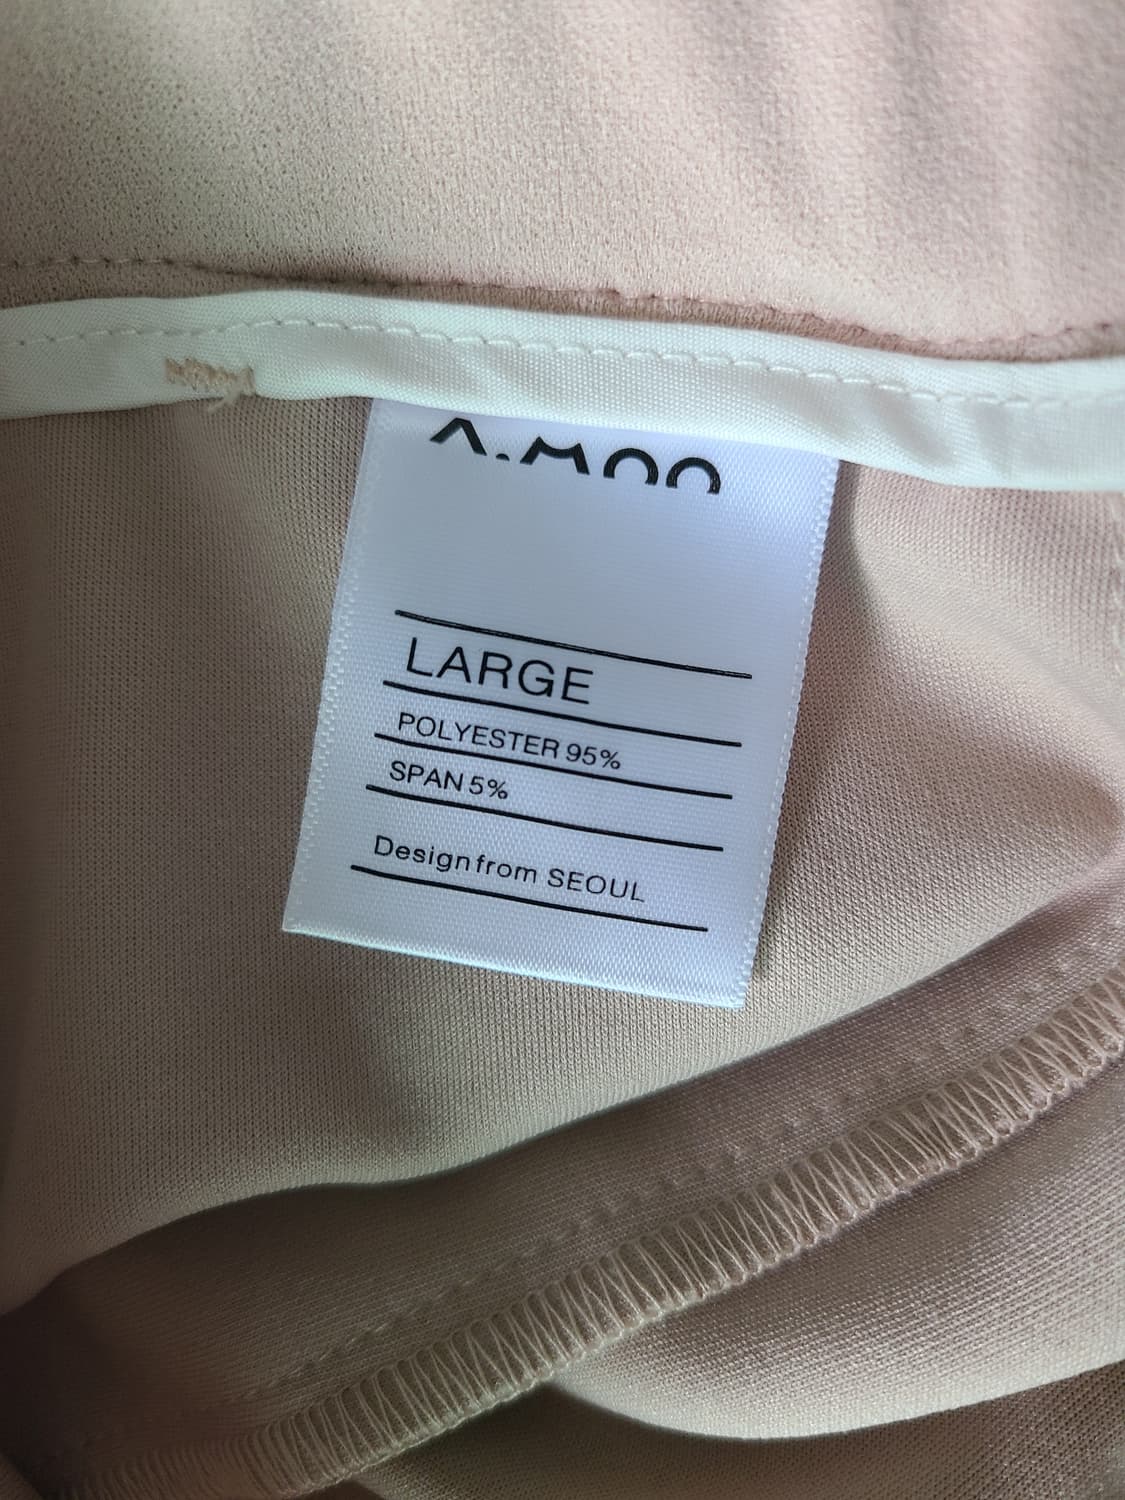 LARGE
POLYESTER 95%
SPAN 5%
Design from SEOUL